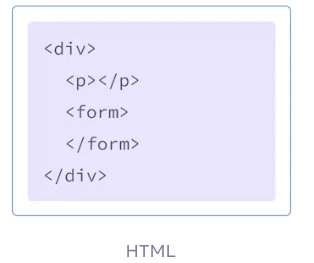 <div>
  <p></p>
  <form>
  </form>
</div>
HTML